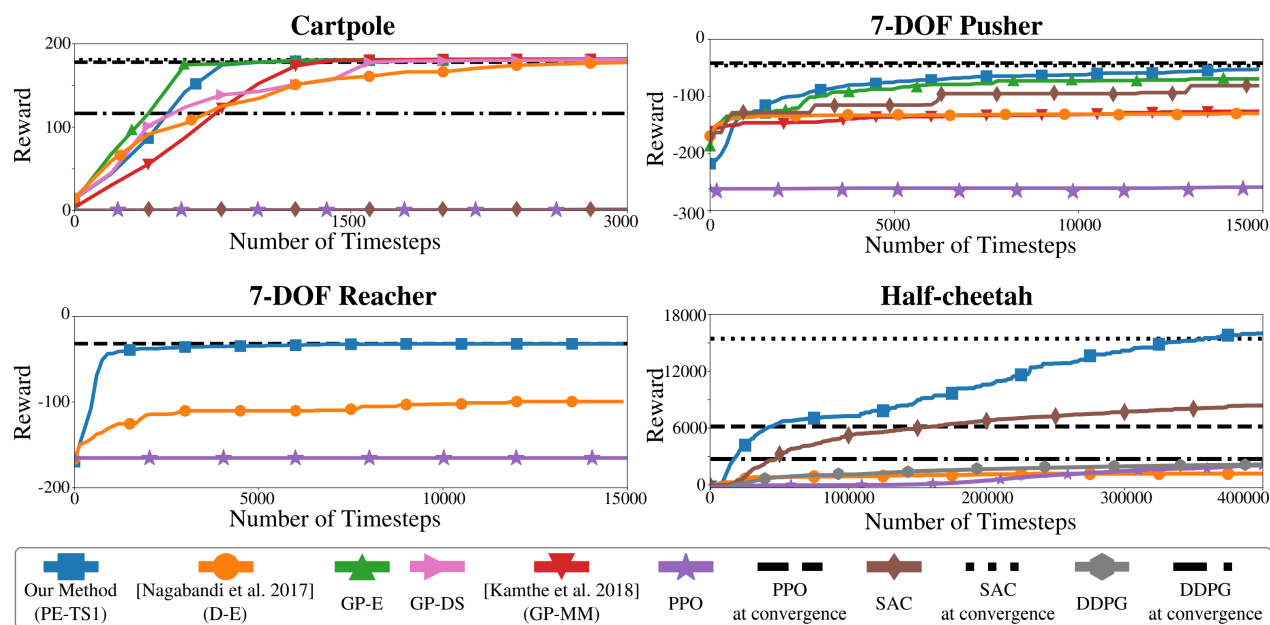 Cartpole
200
100
0
Reward
0
1500
3000
Number of Timesteps
7-DOF Pusher
0
-100
-200
-300
Reward
0
5000
10000
15000
Number of Timesteps
7-DOF Reacher
0
-100
-200
Reward
0
5000
10000
15000
Number of Timesteps
Half-cheetah
18000
12000
6000
0
Reward
0
100000
200000
300000
400000
Number of Timesteps
Our Method
(PE-TS1)
[Nagabandi et al. 2017]
(D-E)
GP-E
GP-DS
[Kamthe et al. 2018]
(GP-MM)
PPO
PPO
at convergence
SAC
SAC
at convergence
DDPG
DDPG
at convergence